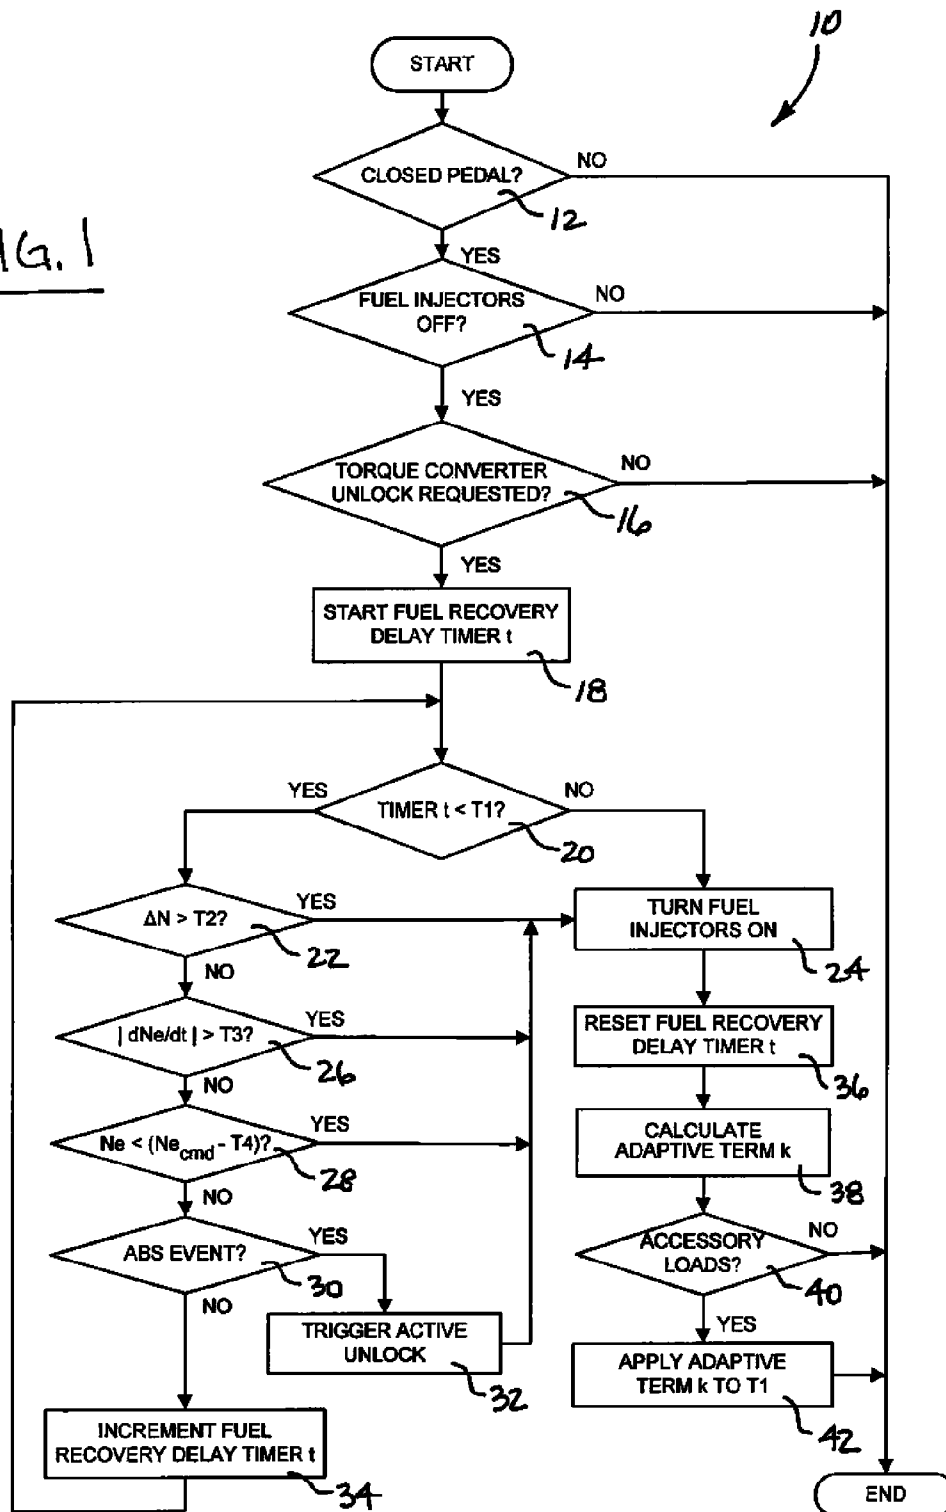 10
START
CLOSED PEDAL?
NO
12
FIG. 1
YES
FUEL INJECTORS
OFF?
NO
14
YES
TORQUE CONVERTER
UNLOCK REQUESTED?
NO
16
YES
START FUEL RECOVERY
DELAY TIMER t
18
YES
TIMER t < T1?
NO
20
ΔN > T2?
YES
22
NO
TURN FUEL
INJECTORS ON
24
| dNe/dt | > T3?
YES
26
NO
RESET FUEL RECOVERY
DELAY TIMER t
36
Ne < (Ne_cmd - T4)?
YES
28
NO
CALCULATE
ADAPTIVE TERM k
38
ABS EVENT?
YES
30
NO
ACCESSORY
LOADS?
NO
40
YES
TRIGGER ACTIVE
UNLOCK
32
APPLY ADAPTIVE
TERM k TO T1
42
INCREMENT FUEL
RECOVERY DELAY TIMER t
34
END